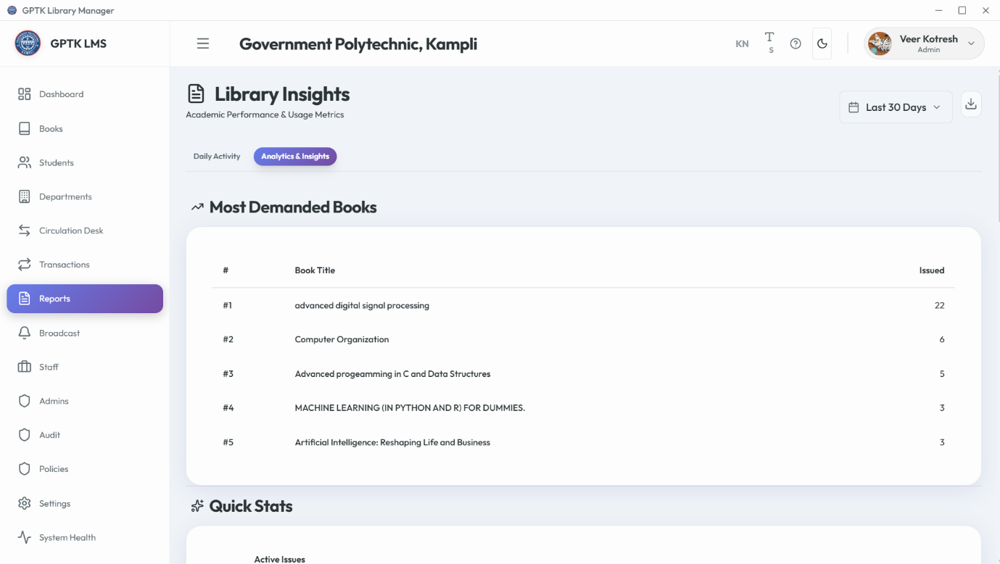 GPTK Library Manager
GPTK LMS
Government Polytechnic, Kampli
KN
T
S
Veer Kotresh
Admin
Dashboard
Books
Students
Departments
Circulation Desk
Transactions
Reports
Broadcast
Staff
Admins
Audit
Policies
Settings
System Health
Library Insights
Academic Performance & Usage Metrics
Last 30 Days
Daily Activity
Analytics & Insights
Most Demanded Books
# Book Title Issued
#1 advanced digital signal processing 22
#2 Computer Organization 6
#3 Advanced progeamming in C and Data Structures 5
#4 MACHINE LEARNING (IN PYTHON AND R) FOR DUMMIES. 3
#5 Artificial Intelligence: Reshaping Life and Business 3
Quick Stats
Active Issues